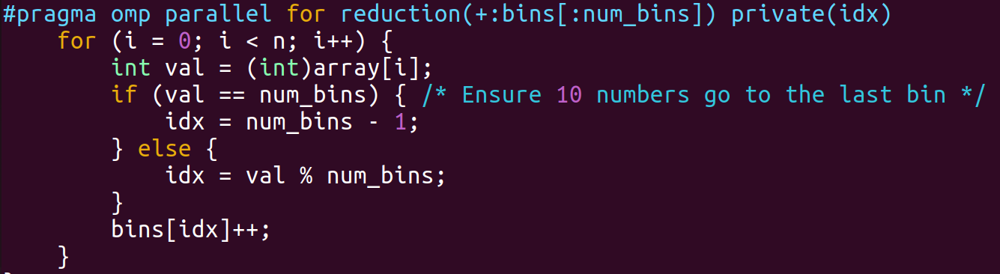 #pragma omp parallel for reduction(+:bins[:num_bins]) private(idx)
    for (i = 0; i < n; i++) {
        int val = (int)array[i];
        if (val == num_bins) { /* Ensure 10 numbers go to the last bin */
            idx = num_bins - 1;
        } else {
            idx = val % num_bins;
        }
        bins[idx]++;
    }